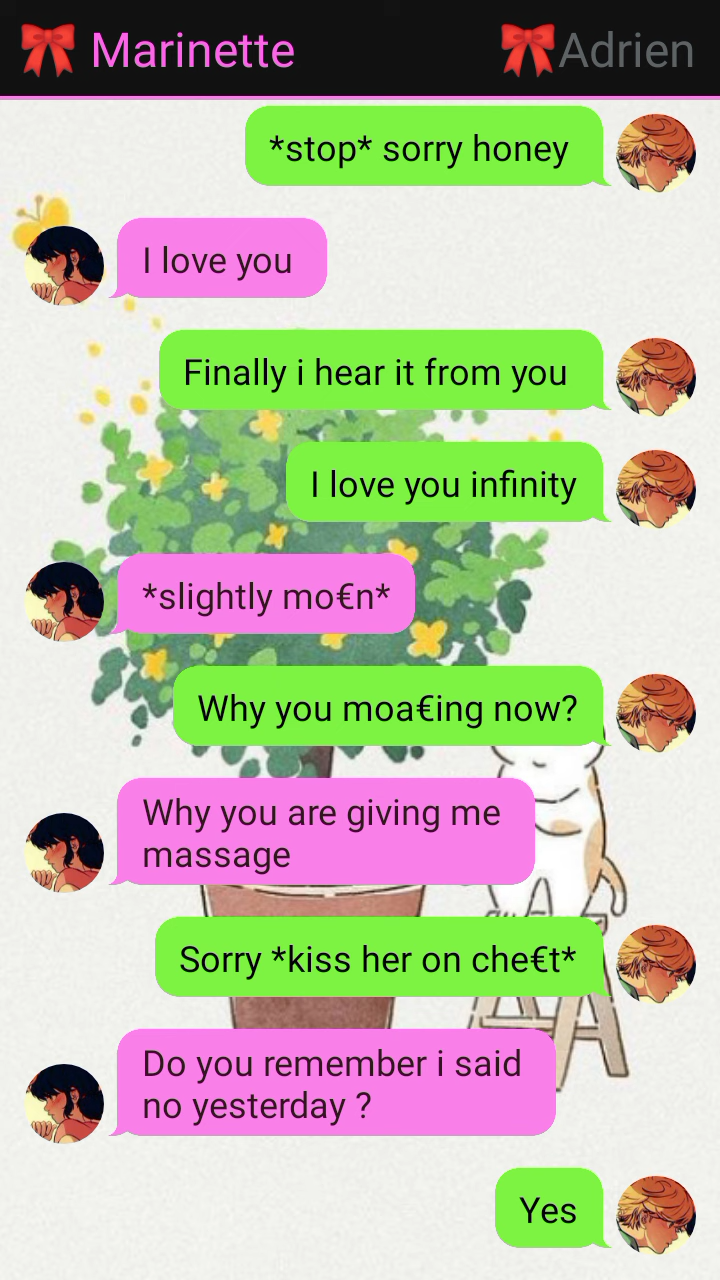 Marinette
Adrien
*stop* sorry honey
I love you
Finally i hear it from you
I love you infinity
*slightly mo€n*
Why you moa€ing now?
Why you are giving me
massage
Sorry *kiss her on che€t*
Do you remember i said
no yesterday ?
Yes